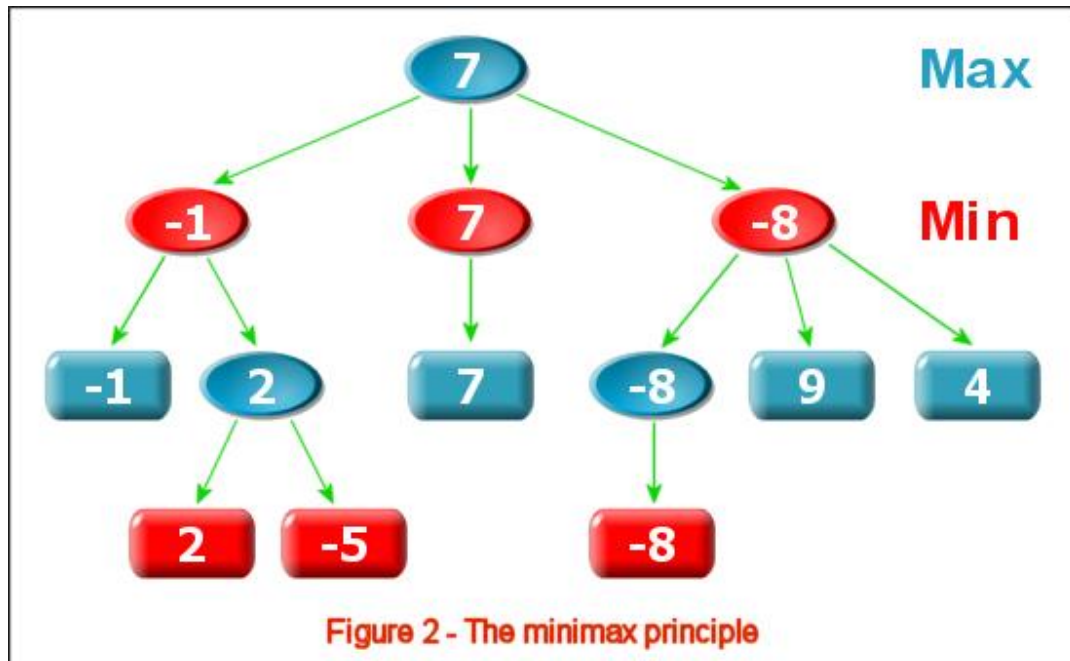 7
Max
-1 7 -8
Min
-1 2 7 -8 9 4
2 -5 -8
Figure 2 - The minimax principle